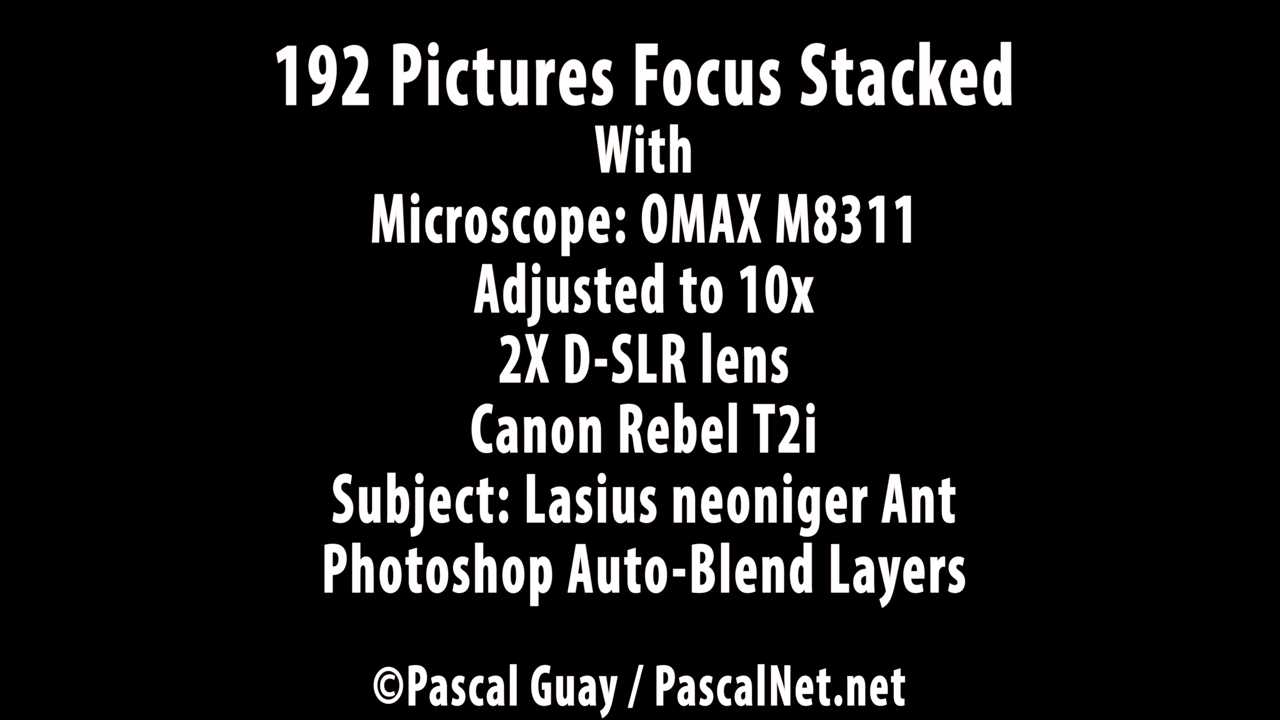 192 Pictures Focus Stacked
With
Microscope: OMAX M8311
Adjusted to 10x
2X D-SLR lens
Canon Rebel T2i
Subject: Lasius neoniger Ant
Photoshop Auto-Blend Layers
©Pascal Guay / PascalNet.net